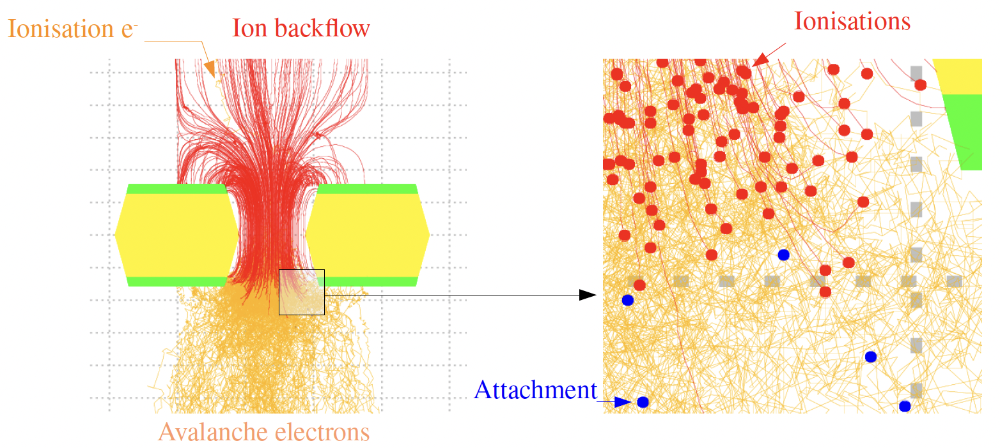 Ionisation e-
Ion backflow
Ionisations
Attachment
Avalanche electrons